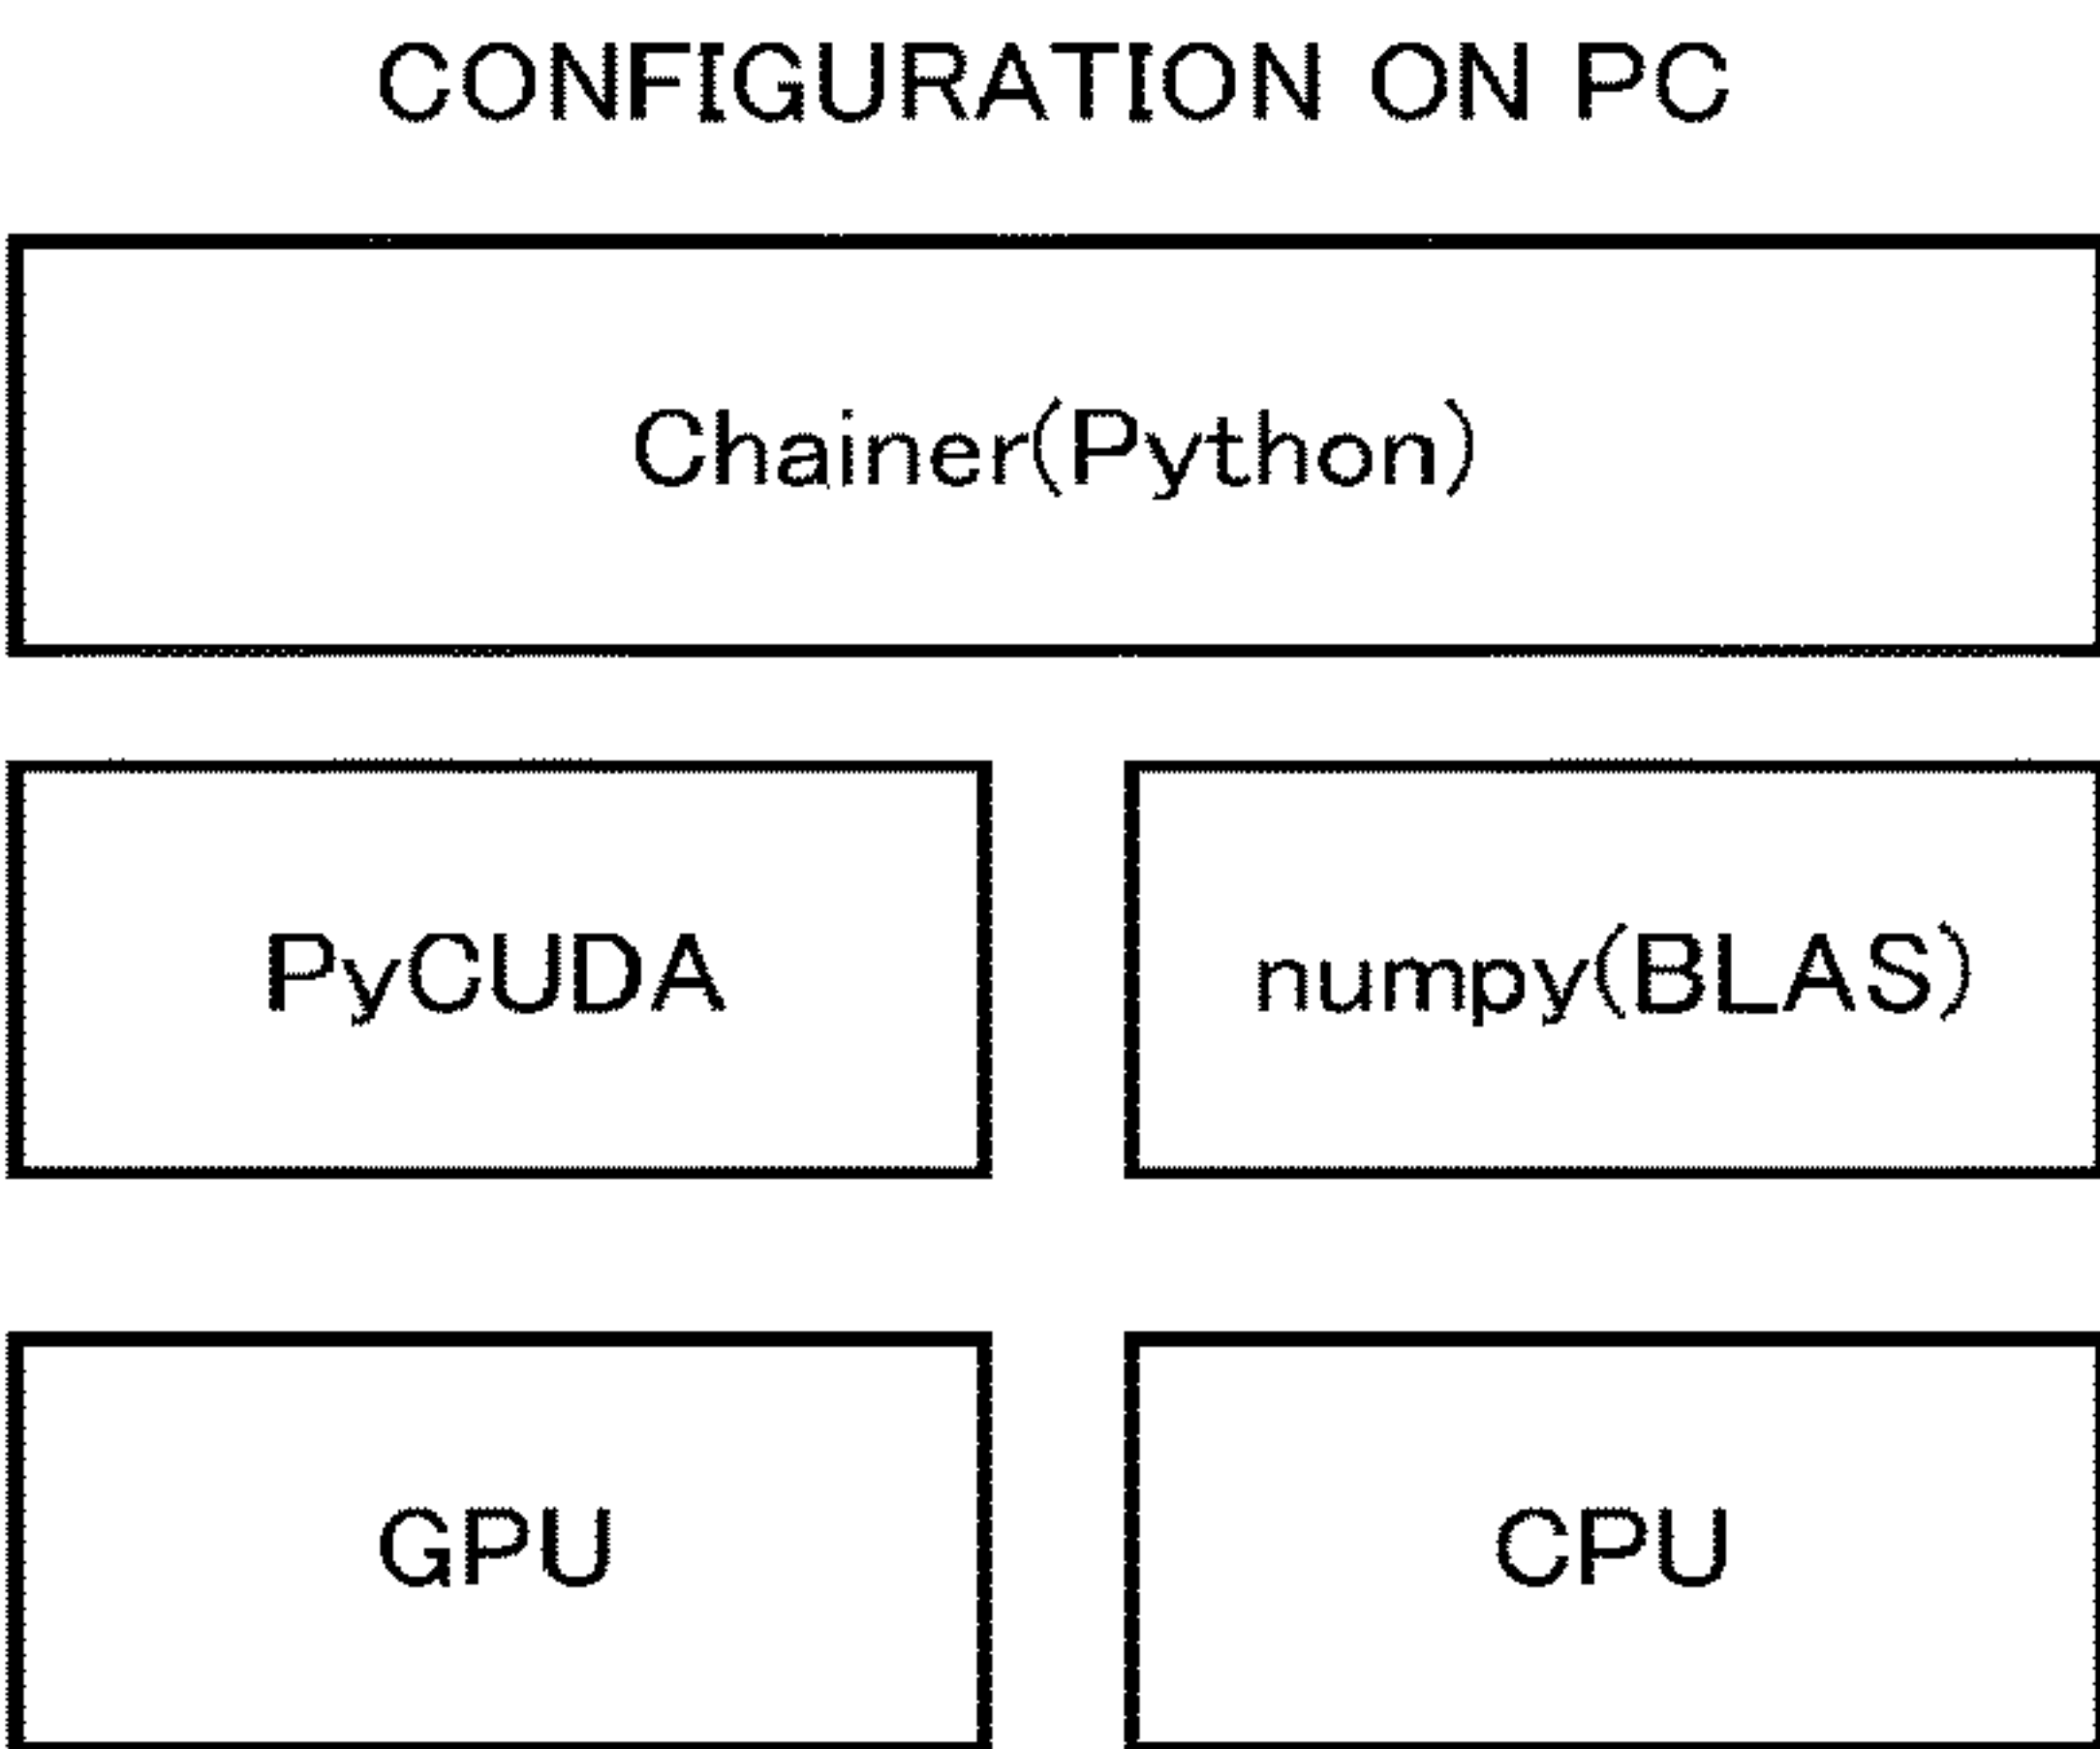 CONFIGURATION ON PC
Chainer(Python)
PyCUDA
numpy(BLAS)
GPU
CPU